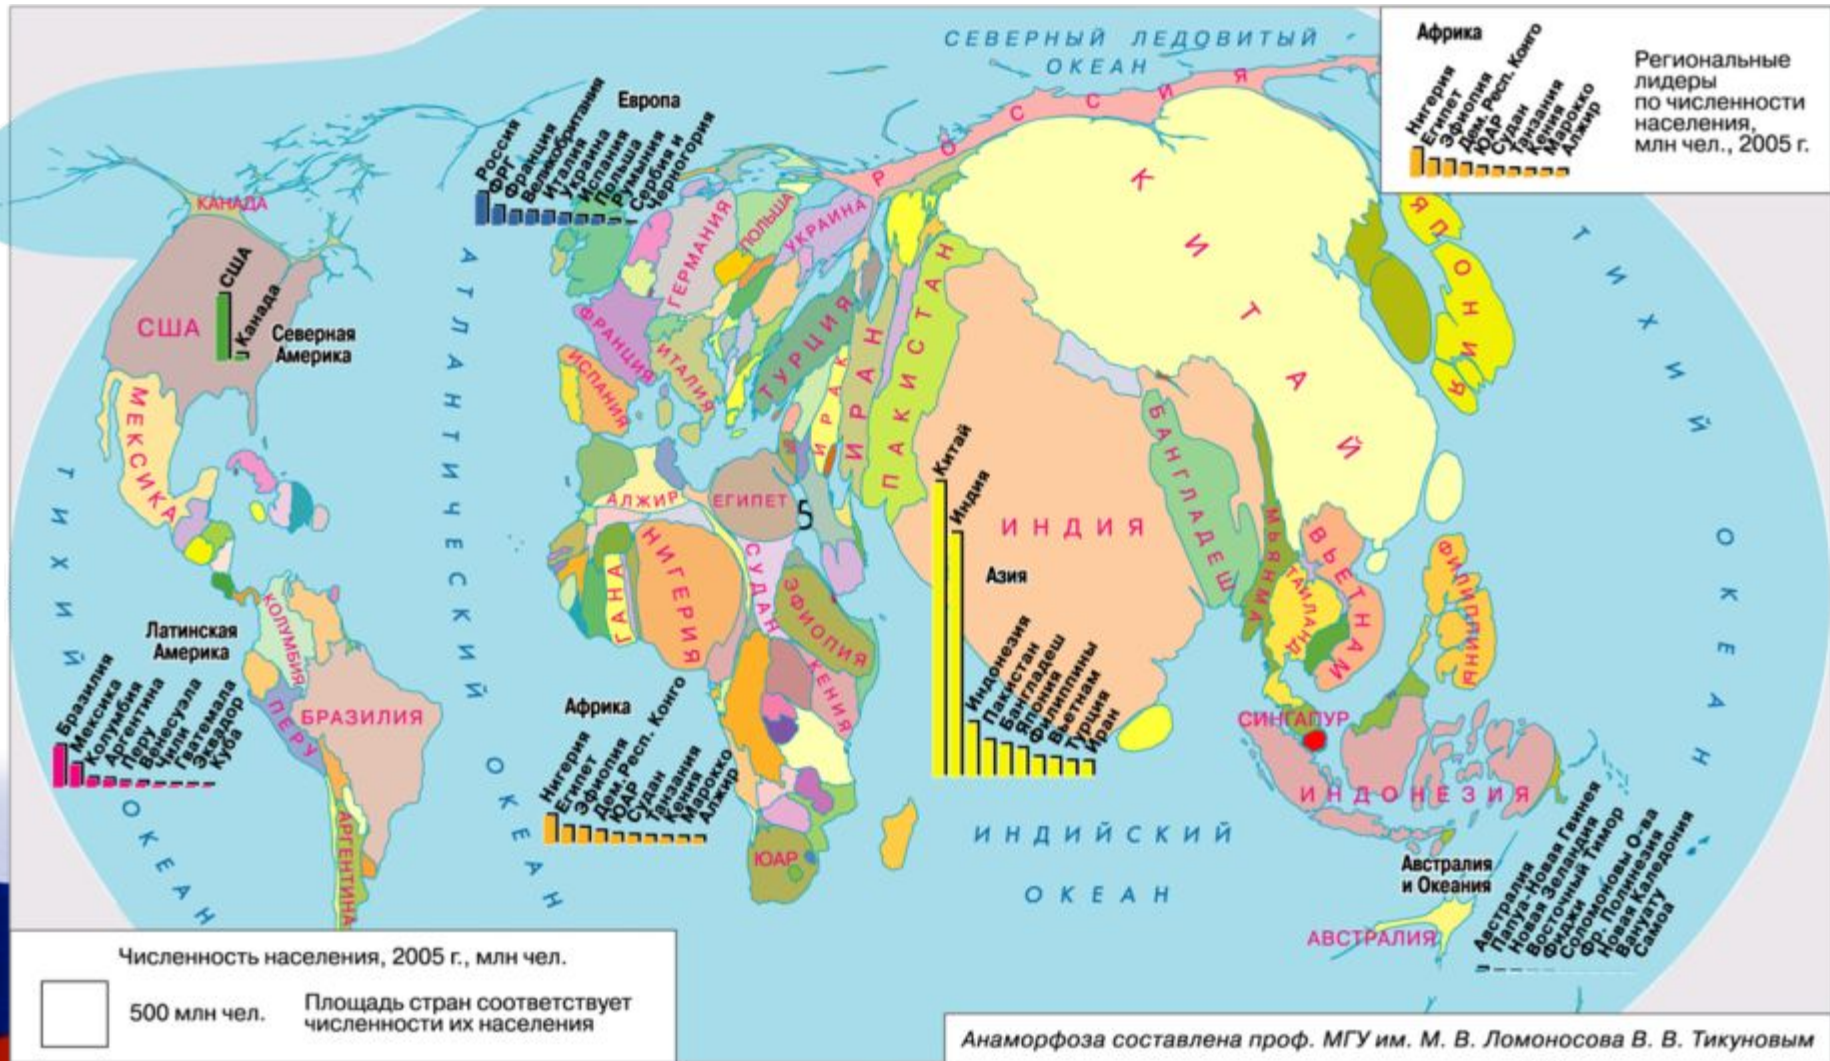 СЕВЕРНЫЙ ЛЕДОВИТЫЙ
ОКЕАН
Африка
Нигерия
Египет
Эфиопия
Дем. Респ. Конго
ЮАР
Судан
Танзания
Кения
Марокко
Алжир
Региональные
лидеры
по численности
населения,
млн чел., 2005 г.
Европа
Россия
ФРГ
Франция
Великобритания
Италия
Украина
Испания
Польша
Румыния
Сербия и
Черногория
РОССИЯ
КАНАДА
США
США
Канада
Северная
Америка
МЕКСИКА
ТИХИЙ
ОКЕАН
АТЛАНТИЧЕСКИЙ
ОКЕАН
ГЕРМАНИЯ
ПОЛЬША
УКРАИНА
ФРАНЦИЯ
ИСПАНИЯ
ИТАЛИЯ
ТУРЦИЯ
ИРАК
ИРАН
ПАКИСТАН
КИТАЙ
ЯПОНИЯ
ТИХИЙ
ОКЕАН
АЛЖИР
ЕГИПЕТ
5
НИГЕРИЯ
ГАНА
СУДАН
ЭФИОПИЯ
КЕНИЯ
ЮАР
ИНДИЯ
БАНГЛАДЕШ
МЬЯНМА
ТАИЛАНД
ВЬЕТНАМ
ФИЛИППИНЫ
СИНГАПУР
ИНДОНЕЗИЯ
Азия
Китай
Индия
Индонезия
Пакистан
Бангладеш
Япония
Филиппины
Вьетнам
Турция
Иран
КОЛУМБИЯ
ПЕРУ
БРАЗИЛИЯ
АРГЕНТИНА
Латинская
Америка
Бразилия
Мексика
Колумбия
Аргентина
Перу
Венесуэла
Чили
Гватемала
Эквадор
Куба
Африка
Нигерия
Египет
Эфиопия
Дем. Респ. Конго
ЮАР
Судан
Танзания
Кения
Марокко
Алжир
ИНДИЙСКИЙ
ОКЕАН
Австралия
и Океания
АВСТРАЛИЯ
Австралия
Папуа-Новая Гвинея
Новая Зеландия
Восточный Тимор
Фиджи
Соломоновы О-ва
Фр. Полинезия
Новая Каледония
Вануату
Самоа
Численность населения, 2005 г., млн чел.
500 млн чел.
Площадь стран соответствует
численности их населения
Анаморфоза составлена проф. МГУ им. М. В. Ломоносова В. В. Тикуновым